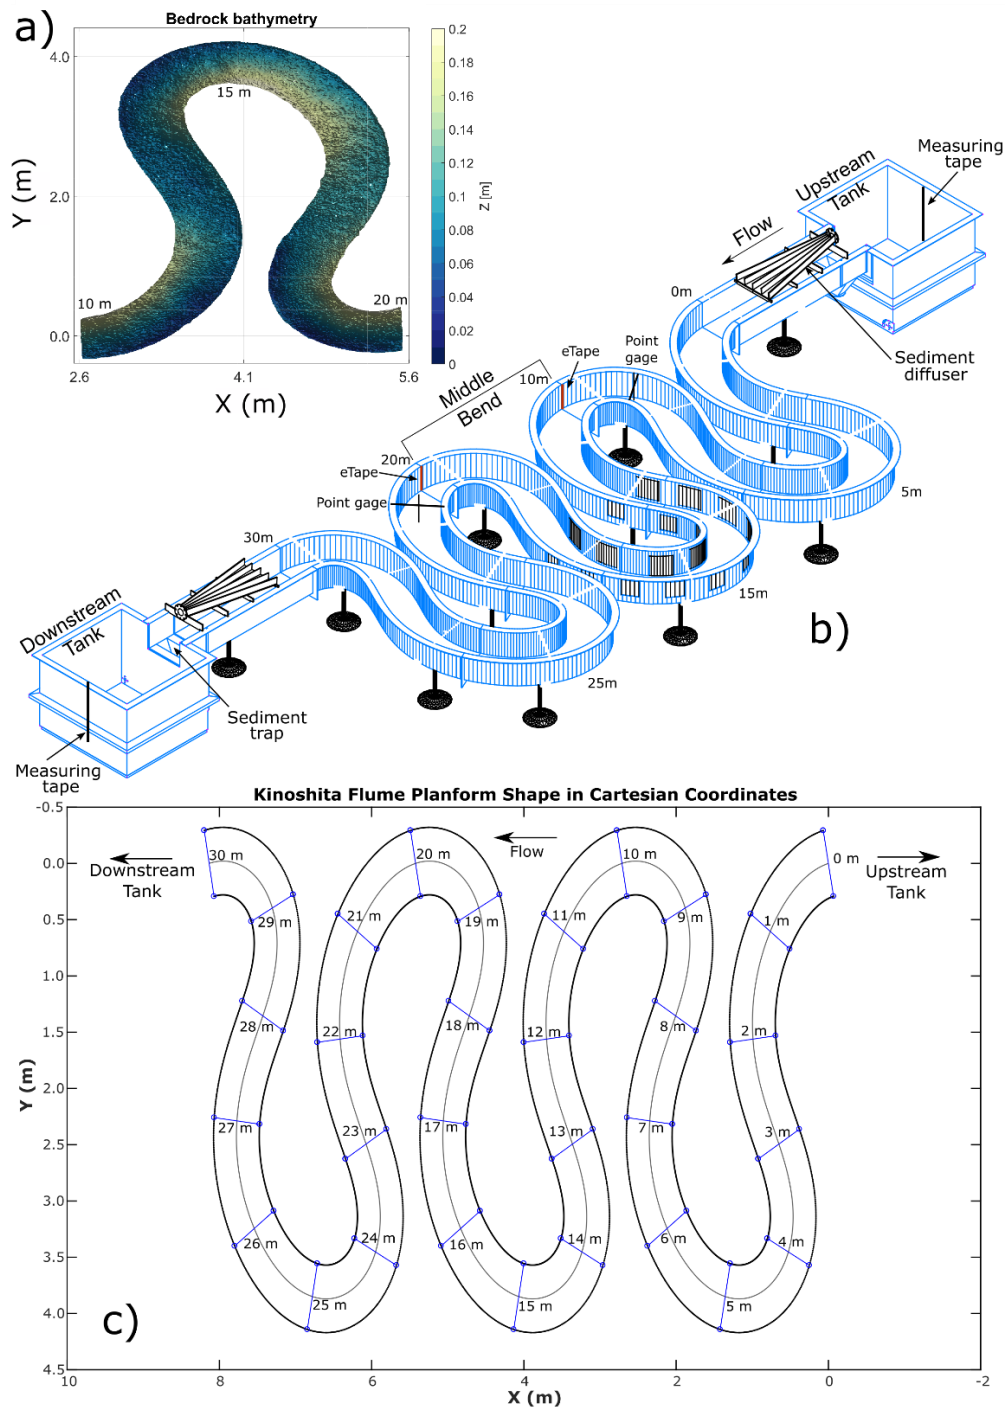 a)
Bedrock bathymetry
4.0
2.0
0.0
Y (m)
15 m
10 m
20 m
2.6
4.1
5.6
X (m)
0.2
0.18
0.16
0.14
0.12
0.1
0.08
0.06
0.04
0.02
0
Z [m]
Measuring
tape
Upstream
Tank
Flow
0m
Sediment
diffuser
Point
gage
eTape
10m
Middle
Bend
20m
eTape
Point gage
5m
15m
b)
30m
25m
Downstream
Tank
Sediment
trap
Measuring
tape
Kinoshita Flume Planform Shape in Cartesian Coordinates
-0.5
0.0
0.5
1.0
1.5
2.0
2.5
3.0
3.5
4.0
4.5
Y (m)
Downstream
Tank
Flow
Upstream
Tank
30 m
20 m
10 m
0 m
29 m
21 m
19 m
11 m
9 m
1 m
28 m
22 m
18 m
12 m
8 m
2 m
27 m
23 m
17 m
13 m
7 m
3 m
26 m
24 m
16 m
14 m
6 m
4 m
25 m
15 m
5 m
c)
10
8
6
4
2
0
-2
X (m)